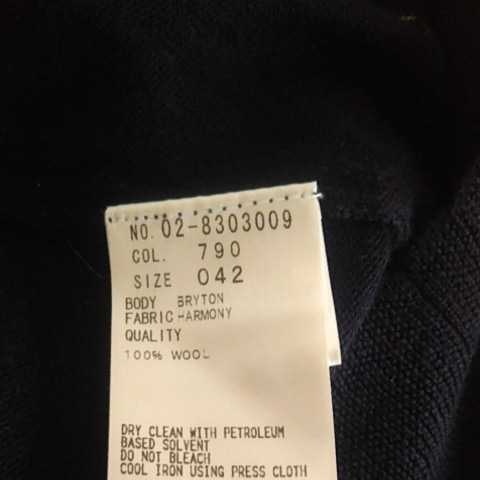 NO. 02-8303009
COL. 790
SIZE 042
BODY BRYTON
FABRIC HARMONY
QUALITY
100% WOOL
DRY CLEAN WITH PETROLEUM
BASED SOLVENT
DO NOT BLEACH
COOL IRON USING PRESS CLOTH